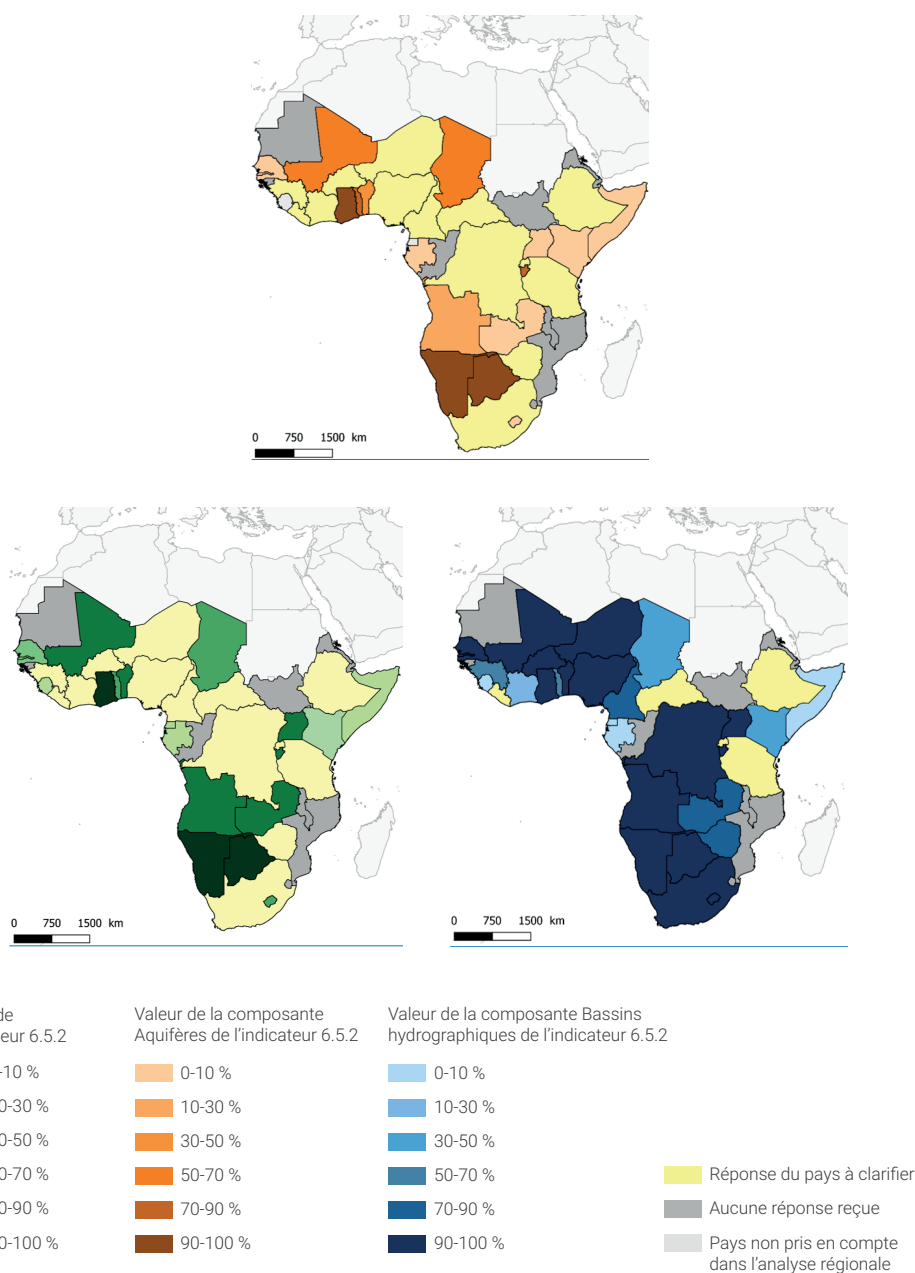 0 750 1500 km
0 750 1500 km
0 750 1500 km
de
eur 6.5.2
-10 %
0-30 %
0-50 %
0-70 %
0-90 %
0-100 %
Valeur de la composante
Aquifères de l'indicateur 6.5.2
0-10 %
10-30 %
30-50 %
50-70 %
70-90 %
90-100 %
Valeur de la composante Bassins
hydrographiques de l'indicateur 6.5.2
0-10 %
10-30 %
30-50 %
50-70 %
70-90 %
90-100 %
Réponse du pays à clarifier
Aucune réponse reçue
Pays non pris en compte
dans l'analyse régionale